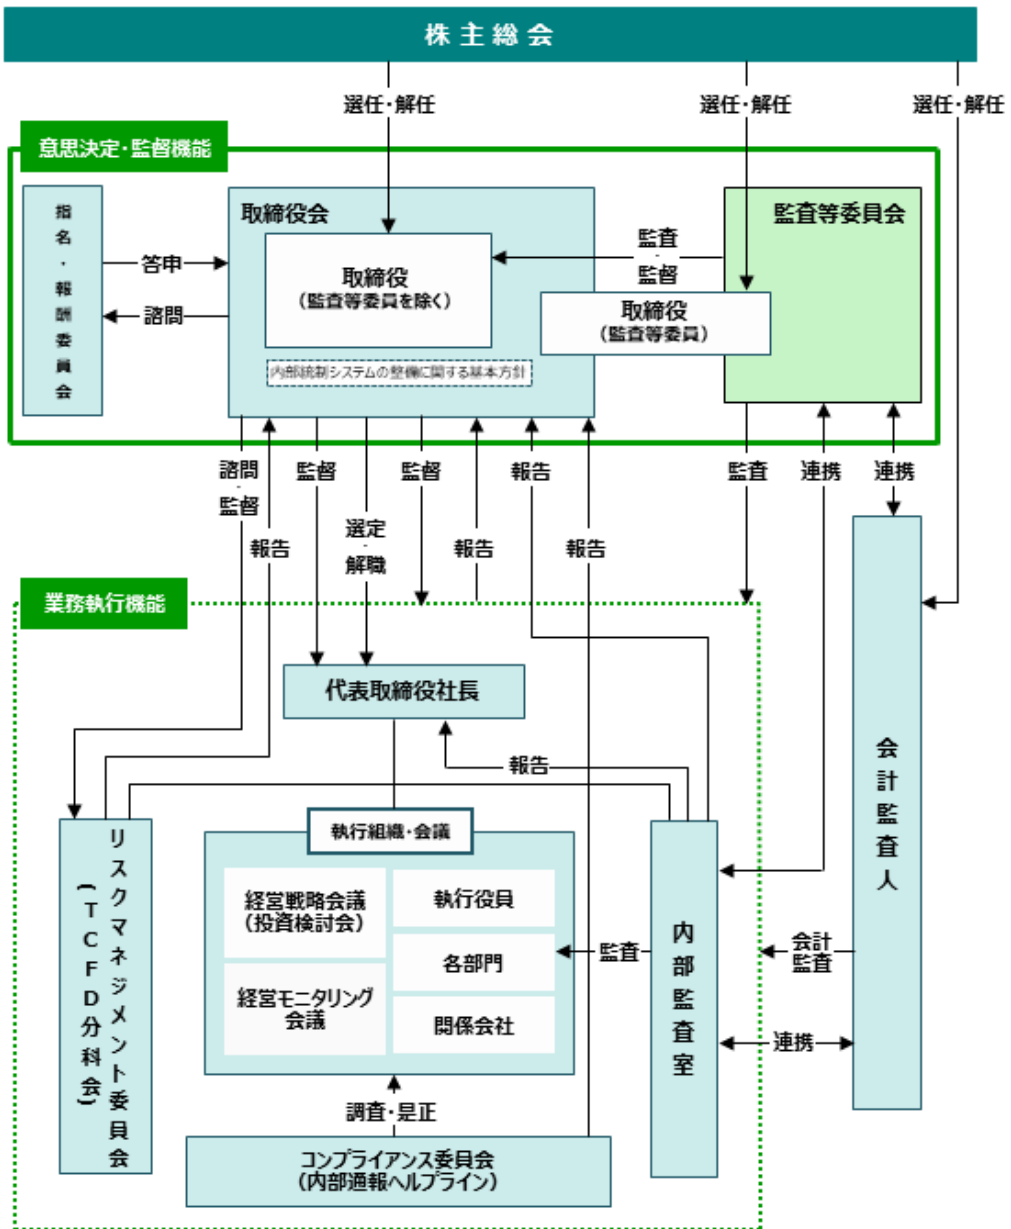 株主総会
選任・解任
選任・解任
選任・解任
意思決定・監督機能
指名・報酬委員会
答申
諮問
取締役会
取締役
（監査等委員を除く）
内部統制システムの整備に関する基本方針
監査
・
監督
監査等委員会
取締役
（監査等委員）
諮問
・
監督
報告
監督
選定
・
解職
監督
報告
報告
報告
監査
連携
連携
業務執行機能
代表取締役社長
報告
執行組織・会議
経営戦略会議
（投資検討会）
経営モニタリング
会議
執行役員
各部門
関係会社
監査
リスクマネジメント委員会
（TCFD分科会）
内部監査室
会計監査人
会計
監査
連携
調査・是正
コンプライアンス委員会
（内部通報ヘルプライン）